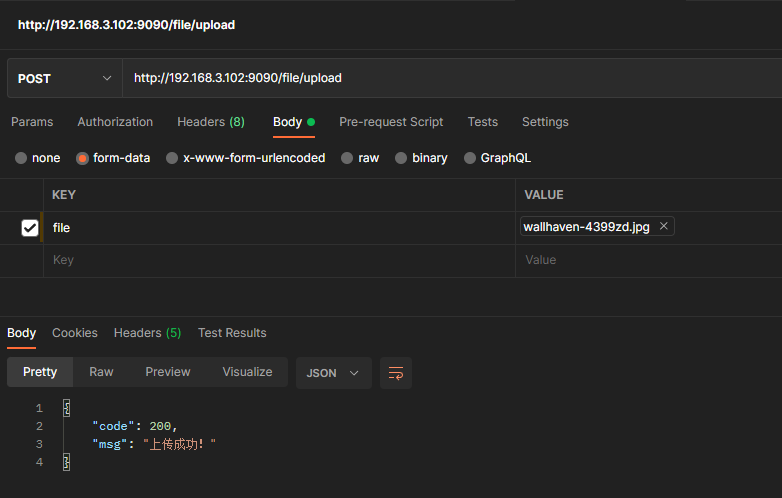 http://192.168.3.102:9090/file/upload
POST http://192.168.3.102:9090/file/upload
Params Authorization Headers (8) Body Pre-request Script Tests Settings
none form-data x-www-form-urlencoded raw binary GraphQL
KEY VALUE
file wallhaven-4399zd.jpg
Key Value
Body Cookies Headers (5) Test Results
Pretty Raw Preview Visualize JSON
1 {
2 "code": 200,
3 "msg": "上传成功!"
4 }